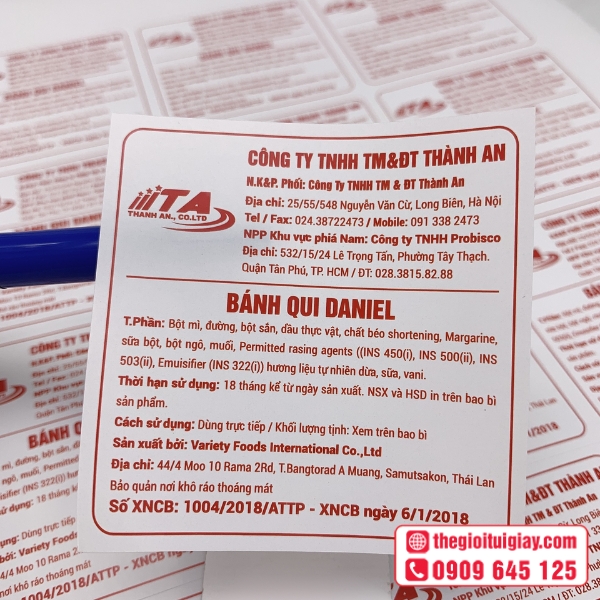 CÔNG TY TNHH TM&ĐT THÀNH AN
N.K&P. Phối: Công Ty TNHH TM & ĐT Thành An
Địa chỉ: 25/55/548 Nguyễn Văn Cừ, Long Biên, Hà Nội
Tel / Fax: 024.38722473 / Mobile: 091 338 2473
NPP Khu vực phiá Nam: Công ty TNHH Probisco
Địa chỉ: 532/15/24 Lê Trọng Tấn, Phường Tây Thạch.
Quận Tân Phú, TP. HCM / ĐT: 028.3815.82.88
TA
THANH AN., CO.LTD
BÁNH QUI DANIEL
T.Phần: Bột mì, đường, bột sắn, dầu thực vật, chất béo shortening, Margarine,
sữa bột, bột ngô, muối, Permitted rasing agents ((INS 450(i), INS 500(ii), INS
503(ii), Emuisifier (INS 322(i)) hương liệu tự nhiên dừa, sữa, vani.
Thời hạn sử dụng: 18 tháng kể từ ngày sản xuất. NSX và HSD in trên bao bì
sản phẩm.
Cách sử dụng: Dùng trực tiếp / Khối lượng tịnh: Xem trên bao bì
Sản xuất bởi: Variety Foods International Co.,Ltd
Địa chỉ: 44/4 Moo 10 Rama 2Rd, T.Bangtorad A Muang, Samutsakon, Thái Lan
Bảo quản nơi khô ráo thoáng mát
Số XNCB: 1004/2018/ATTP - XNCB ngày 6/1/2018
thegioituigiay.com
0909 645 125